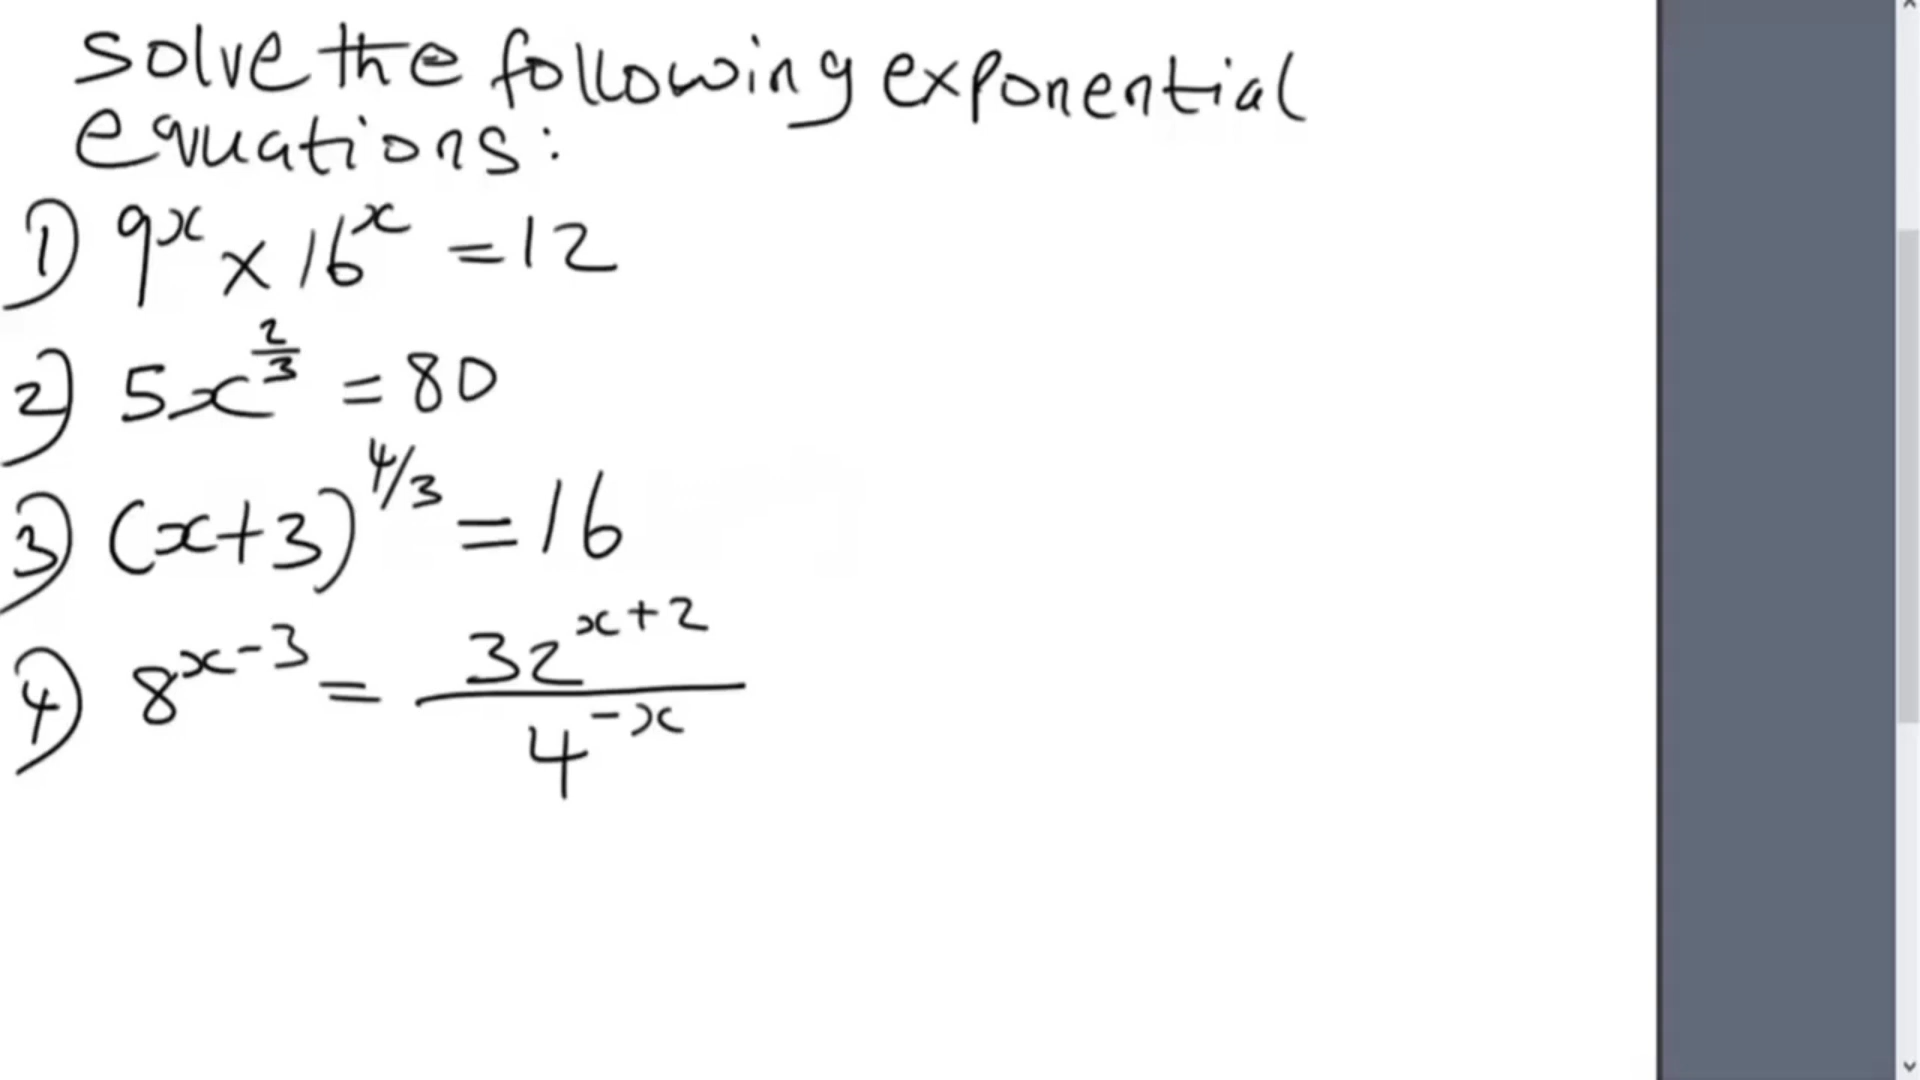 solve the following exponential
equations:
1) 9^x × 16^x = 12
2) 5x^(2/3) = 80
3) (x+3)^(4/3) = 16
4) 8^(x-3) = 32^(x+2) / 4^(-x)